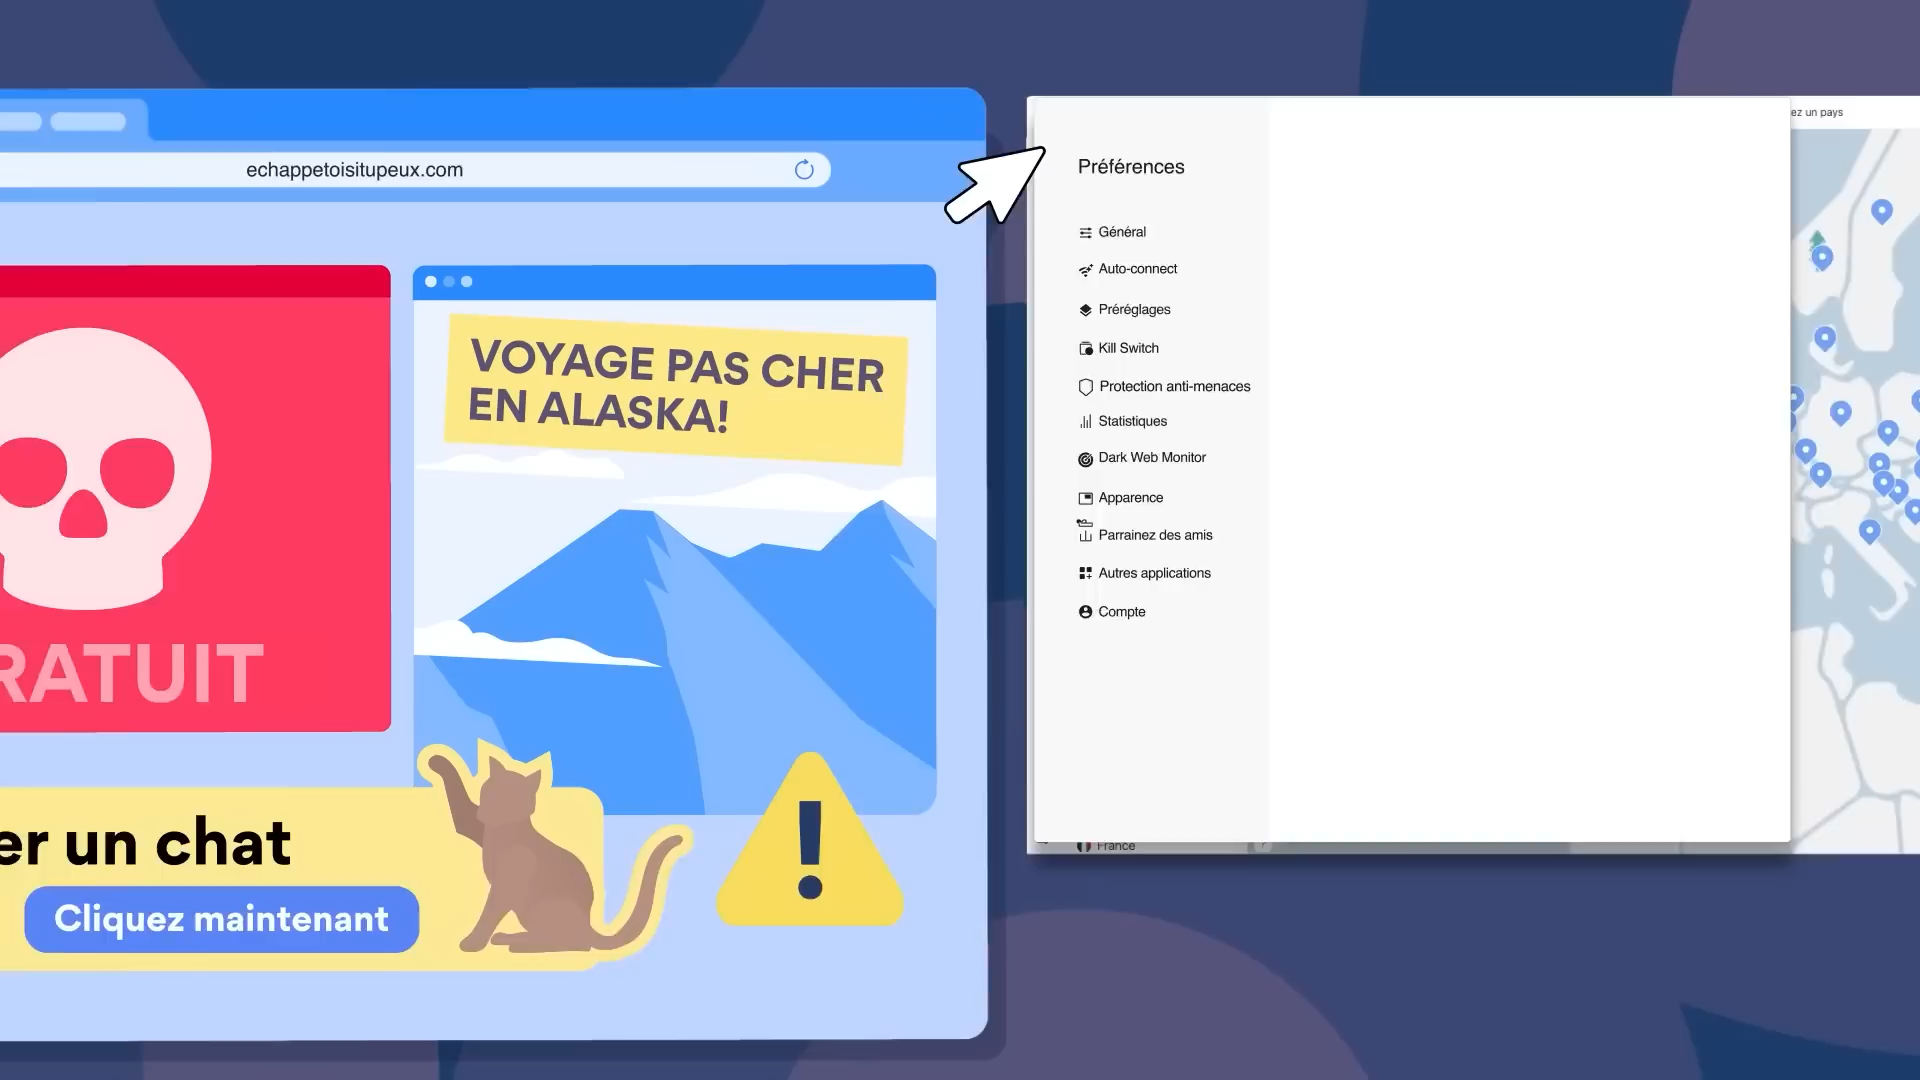 echappetoisitupeux.com
VOYAGE PAS CHER
EN ALASKA!
RATUIT
er un chat
Cliquez maintenant
ez un pays
Préférences
Général
Auto-connect
Préréglages
Kill Switch
Protection anti-menaces
Statistiques
Dark Web Monitor
Apparence
Parrainez des amis
Autres applications
Compte
France